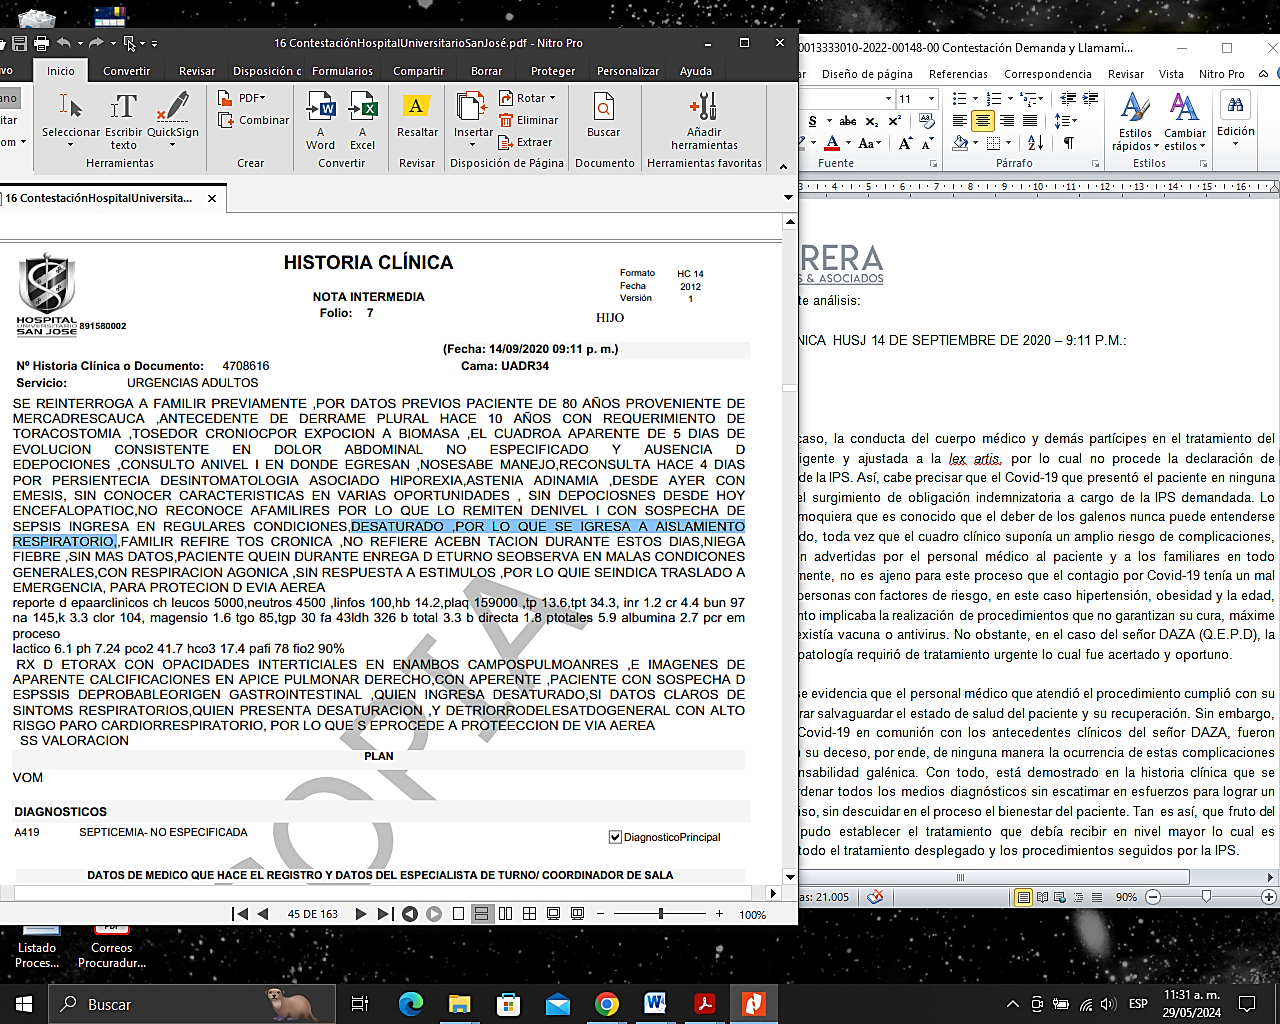 16 ContestaciónHospitalUniversitarioSanJosé.pdf - Nitro Pro
Inicio
Convertir
Revisar
Disposición c
Formularios
Compartir
Borrar
Proteger
Personalizar
Ayuda
Seleccionar
Escribir texto
QuickSign
Herramientas
PDF
Combinar
Crear
A Word
A Excel
Convertir
Resaltar
Revisar
Insertar
Rotar
Eliminar
Extraer
Disposición de Página
Buscar
Documento
Añadir herramientas
Herramientas favoritas
16 ContestaciónHospitalUniversita...
HISTORIA CLÍNICA
NOTA INTERMEDIA
Folio: 7
Formato HC 14
Fecha 2012
Versión 1
HIJO
HOSPITAL
UNIVERSITARIO
SAN JOSE
891580002
(Fecha: 14/09/2020 09:11 p. m.)
Nº Historia Clínica o Documento: 4708616
Cama: UADR34
Servicio: URGENCIAS ADULTOS
SE REINTERROGA A FAMILIR PREVIAMENTE ,POR DATOS PREVIOS PACIENTE DE 80 AÑOS PROVENIENTE DE
MERCADRESCAUCA ,ANTECEDENTE DE DERRAME PLURAL HACE 10 AÑOS CON REQUERIMIENTO DE
TORACOSTOMIA ,TOSEDOR CRONIOCPOR EXPOCION A BIOMASA ,EL CUADROA APARENTE DE 5 DIAS DE
EVOLUCION CONSISTENTE EN DOLOR ABDOMINAL NO ESPECIFICADO Y AUSENCIA D
EDEPOCIONES ,CONSULTO ANIVEL I EN DONDE EGRESAN ,NOSESABE MANEJO,RECONSULTA HACE 4 DIAS
POR PERSIENTECIA DESINTOMATOLOGIA ASOCIADO HIPOREXIA,ASTENIA ADINAMIA ,DESDE AYER CON
EMESIS, SIN CONOCER CARACTERISTICAS EN VARIAS OPORTUNIDADES , SIN DEPOCIOSNES DESDE HOY
ENCEFALOPATIOC,NO RECONOCE AFAMILIRES POR LO QUE LO REMITEN DENIVEL I CON SOSPECHA DE
SEPSIS INGRESA EN REGULARES CONDICIONES,DESATURADO ,POR LO QUE SE IGRESA A AISLAMIENTO
RESPIRATORIO,,FAMILIR REFIRE TOS CRONICA ,NO REFIERE ACEBN TACION DURANTE ESTOS DIAS,NIEGA
FIEBRE ,SIN MAS DATOS,PACIENTE QUEIN DURANTE ENREGA D ETURNO SEOBSERVA EN MALAS CONDICONES
GENERALES,CON RESPIRACION AGONICA ,SIN RESPUESTA A ESTIMULOS ,POR LO QUIE SEINDICA TRASLADO A
EMERGENCIA, PARA PROTECION D EVIA AEREA
reporte d epaarclinicos ch leucos 5000,neutros 4500 ,linfos 100,hb 14.2,plaq 159000 ,tp 13.6,tpt 34.3, inr 1.2 cr 4.4 bun 97
na 145,k 3.3 clor 104, magensio 1.6 tgo 85,tgp 30 fa 43ldh 326 b total 3.3 b directa 1.8 ptotales 5.9 albumina 2.7 pcr em
proceso
lactico 6.1 ph 7.24 pco2 41.7 hco3 17.4 pafi 78 fio2 90%
RX D ETORAX CON OPACIDADES INTERTICIALES EN ENAMBOS CAMPOSPULMOANRES ,E IMAGENES DE
APARENTE CALCIFICACIONES EN APICE PULMONAR DERECHO,CON APERENTE ,PACIENTE CON SOSPECHA D
ESPSSIS DEPROBABLEORIGEN GASTROINTESTINAL ,QUIEN INGRESA DESATURADO,SI DATOS CLAROS DE
SINTOMS RESPIRATORIOS,QUIEN PRESENTA DESATURACION ,Y DETRIORRODELESATDOGENERAL CON ALTO
RISGO PARO CARDIORRESPIRATORIO, POR LO QUE S EPROCEDE A PROTEECCION DE VIA AEREA
SS VALORACION
PLAN
VOM
DIAGNOSTICOS
A419 SEPTICEMIA- NO ESPECIFICADA
DiagnosticoPrincipal
DATOS DE MEDICO QUE HACE EL REGISTRO Y DATOS DEL ESPECIALISTA DE TURNO/ COORDINADOR DE SALA
COPIA
45 DE 163
100%
0013333010-2022-00148-00 Contestación Demanda y Llamami...
Diseño de página
Referencias
Correspondencia
Revisar
Vista
Nitro Pro
11
Fuente
Párrafo
Estilos rápidos
Cambiar estilos
Estilos
Edición
3 4 5 6 7 8 9 10 11 12 13 14 15 16
RERA
S & ASOCIADOS
te análisis:
NICA HUSJ 14 DE SEPTIEMBRE DE 2020 – 9:11 P.M.:
caso, la conducta del cuerpo médico y demás partícipes en el tratamiento del
igente y ajustada a la lex artis, por lo cual no procede la declaración de
de la IPS. Así, cabe precisar que el Covid-19 que presentó el paciente en ninguna
el surgimiento de obligación indemnizatoria a cargo de la IPS demandada. Lo
moquiera que es conocido que el deber de los galenos nunca puede entenderse
do, toda vez que el cuadro clínico suponía un amplio riesgo de complicaciones,
n advertidas por el personal médico al paciente y a los familiares en todo
mente, no es ajeno para este proceso que el contagio por Covid-19 tenía un mal
personas con factores de riesgo, en este caso hipertensión, obesidad y la edad,
nto implicaba la realización de procedimientos que no garantizan su cura, máxime
existía vacuna o antivirus. No obstante, en el caso del señor DAZA (Q.E.P.D), la
patología requirió de tratamiento urgente lo cual fue acertado y oportuno.
se evidencia que el personal médico que atendió el procedimiento cumplió con su
rar salvaguardar el estado de salud del paciente y su recuperación. Sin embargo,
Covid-19 en comunión con los antecedentes clínicos del señor DAZA, fueron
n su deceso, por ende, de ninguna manera la ocurrencia de estas complicaciones
nsabilidad galénica. Con todo, está demostrado en la historia clínica que se
rdenar todos los medios diagnósticos sin escatimar en esfuerzos para lograr un
iso, sin descuidar en el proceso el bienestar del paciente. Tan es así, que fruto del
pudo establecer el tratamiento que debía recibir en nivel mayor lo cual es
todo el tratamiento desplegado y los procedimientos seguidos por la IPS.
as: 21.005
90%
Listado Proces...
Correos Procuradur...
Buscar
ESP
11:31 a. m.
29/05/2024